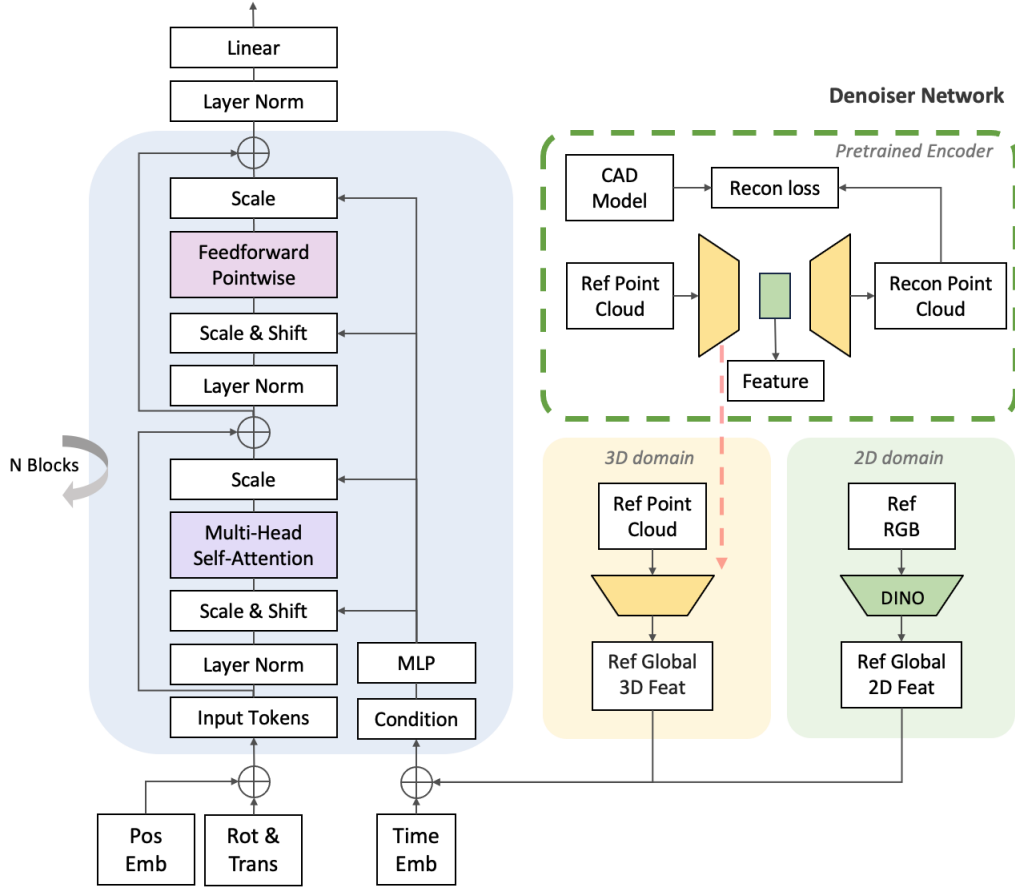 Linear
Layer Norm
Scale
Feedforward
Pointwise
Scale & Shift
Layer Norm
N Blocks
Scale
Multi-Head
Self-Attention
Scale & Shift
Layer Norm
Input Tokens
MLP
Condition
Pos
Emb
Rot &
Trans
Time
Emb
Denoiser Network
Pretrained Encoder
CAD
Model
Recon loss
Ref Point
Cloud
Recon Point
Cloud
Feature
3D domain
Ref Point
Cloud
Ref Global
3D Feat
2D domain
Ref
RGB
DINO
Ref Global
2D Feat